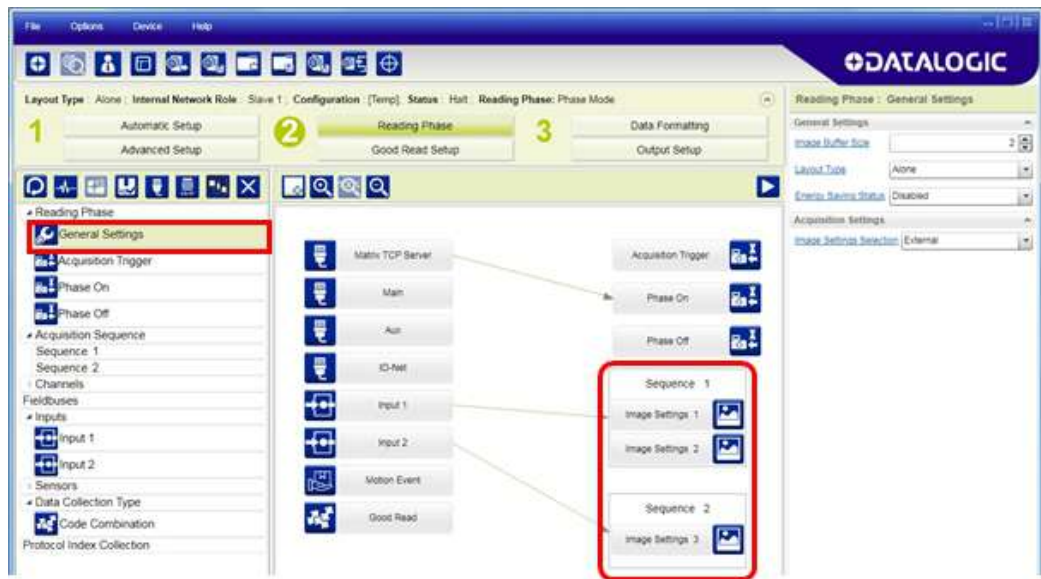 File Options Device Help
DATALOGIC
Layout Type : Alone ; Internal Network Role : Slave 1 ; Configuration : [Temp] Status : Halt ; Reading Phase: Phase Mode
1
Automatic Setup
Advanced Setup
2
Reading Phase
Good Read Setup
3
Data Formatting
Output Setup
Reading Phase
General Settings
Acquisition Trigger
Phase On
Phase Off
Acquisition Sequence
Sequence 1
Sequence 2
Channels
Fieldbuses
Inputs
Input 1
Input 2
Sensors
Data Collection Type
Code Combination
Protocol Index Collection
Matrix TCP Server
Main
Aux
ID-Net
Input 1
Input 2
Motion Event
Good Read
Acquisition Trigger
Phase On
Phase Off
Sequence 1
Image Settings 1
Image Settings 2
Sequence 2
Image Settings 3
Reading Phase : General Settings
General Settings
Image Buffer Size 2
Layout Type Alone
Energy Saving Status Disabled
Acquisition Settings
Image Settings Selection External